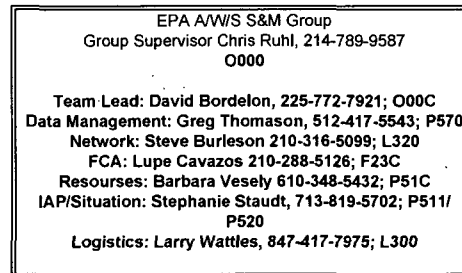 EPA A/W/S S&M Group
Group Supervisor Chris Ruhl, 214-789-9587
O000
Team Lead: David Bordelon, 225-772-7921; O00C
Data Management: Greg Thomason, 512-417-5543; P570
Network: Steve Burleson 210-316-5099; L320
FCA: Lupe Cavazos 210-288-5126; F23C
Resourses: Barbara Vesely 610-348-5432; P51C
IAP/Situation: Stephanie Staudt, 713-819-5702; P511/
P520
Logistics: Larry Wattles, 847-417-7975; L300